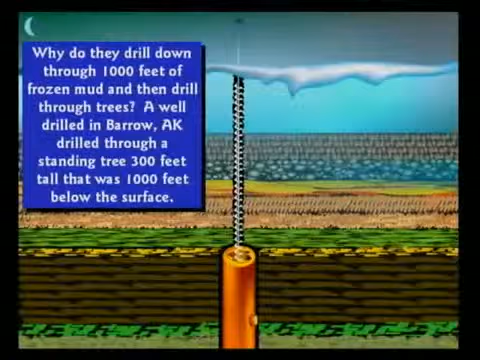 Why do they drill down
through 1000 feet of
frozen mud and then drill
through trees? A well
drilled in Barrow, AK
drilled through a
standing tree 300 feet
tall that was 1000 feet
below the surface.